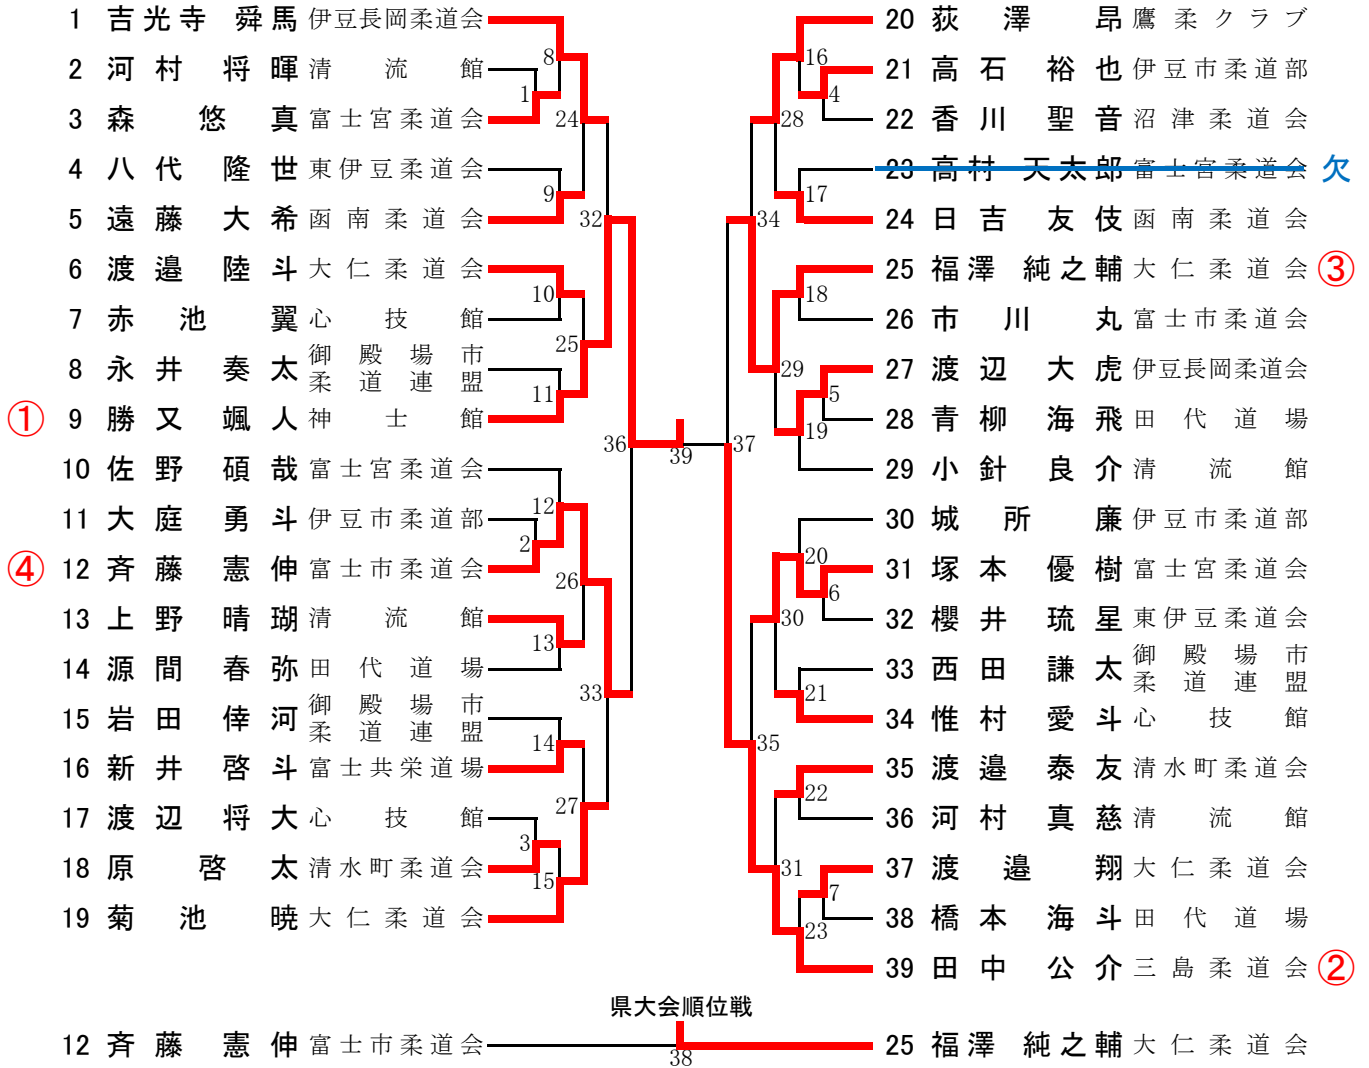 1 吉光寺 舜馬 伊豆長岡柔道会
2 河村 将暉 清流館
1
3 森 悠真 富士宮柔道会
8
24
4 八代 隆世 東伊豆柔道会
9
5 遠藤 大希 函南柔道会
32
6 渡邉 陸斗 大仁柔道会
10
7 赤池 翼 心技館
25
8 永井 奏太 御殿場市柔道連盟
11
① 9 勝又 颯人 神士館
36
10 佐野 碩哉 富士宮柔道会
12
11 大庭 勇斗 伊豆市柔道部
2
④ 12 斉藤 憲伸 富士市柔道会
26
13 上野 晴瑚 清流館
13
14 源間 春弥 田代道場
33
15 岩田 倖河 御殿場市柔道連盟
14
16 新井 啓斗 富士共栄道場
27
17 渡辺 将大 心技館
3
18 原 啓太 清水町柔道会
15
19 菊池 暁 大仁柔道会
39
20 荻澤 昂 鷹柔クラブ
16
21 高石 裕也 伊豆市柔道部
4
22 香川 聖音 沼津柔道会
28
23 高村 天太郎 富士宮柔道会 欠
17
24 日吉 友伎 函南柔道会
34
25 福澤 純之輔 大仁柔道会 ③
18
26 市川 丸 富士市柔道会
29
27 渡辺 大虎 伊豆長岡柔道会
5
28 青柳 海飛 田代道場
19
29 小針 良介 清流館
37
30 城所 廉 伊豆市柔道部
20
31 塚本 優樹 富士宮柔道会
6
32 櫻井 琉星 東伊豆柔道会
30
33 西田 謙太 御殿場市柔道連盟
21
34 惟村 愛斗 心技館
35
35 渡邉 泰友 清水町柔道会
22
36 河村 真慈 清流館
31
37 渡邉 翔 大仁柔道会
7
38 橋本 海斗 田代道場
23
39 田中 公介 三島柔道会 ②
県大会順位戦
12 斉藤 憲伸 富士市柔道会
38
25 福澤 純之輔 大仁柔道会